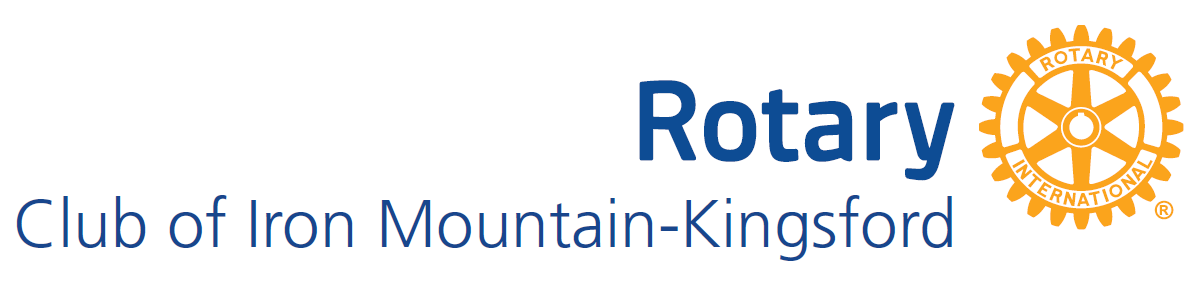 Rotary
Club of Iron Mountain-Kingsford
ROTARY
INTERNATIONAL
®